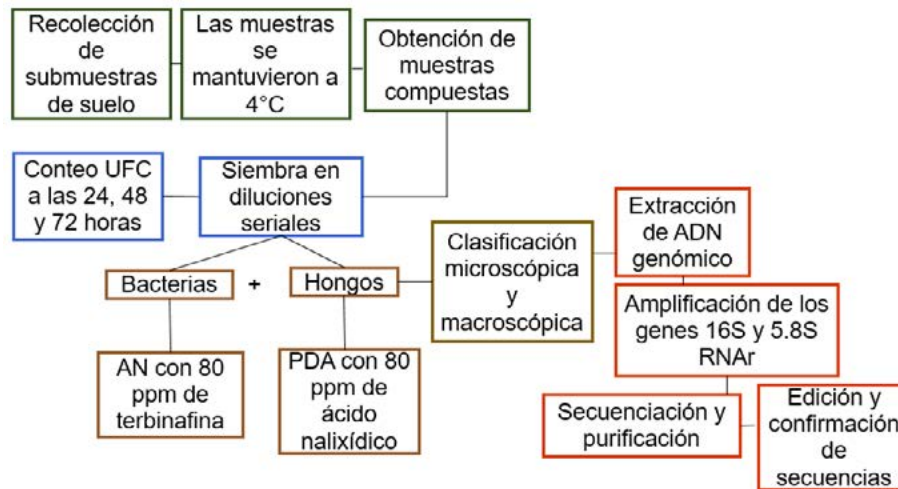 Recolección
de
submuestras
de suelo
Las muestras
se
mantuvieron a
4°C
Obtención de
muestras
compuestas
Conteo UFC
a las 24, 48
y 72 horas
Siembra en
diluciones
seriales
Bacterias
+
Hongos
AN con 80
ppm de
terbinafina
PDA con 80
ppm de
ácido
nalixídico
Clasificación
microscópica
y
macroscópica
Extracción
de ADN
genómico
Amplificación de los
genes 16S y 5.8S
RNAr
Secuenciación y
purificación
Edición y
confirmación
de
secuencias